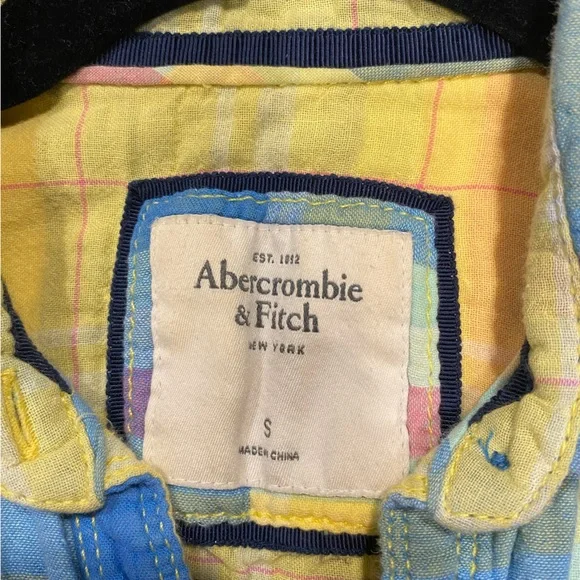 EST. 1892
Abercrombie
& Fitch
NEW YORK
S
MADE IN CHINA